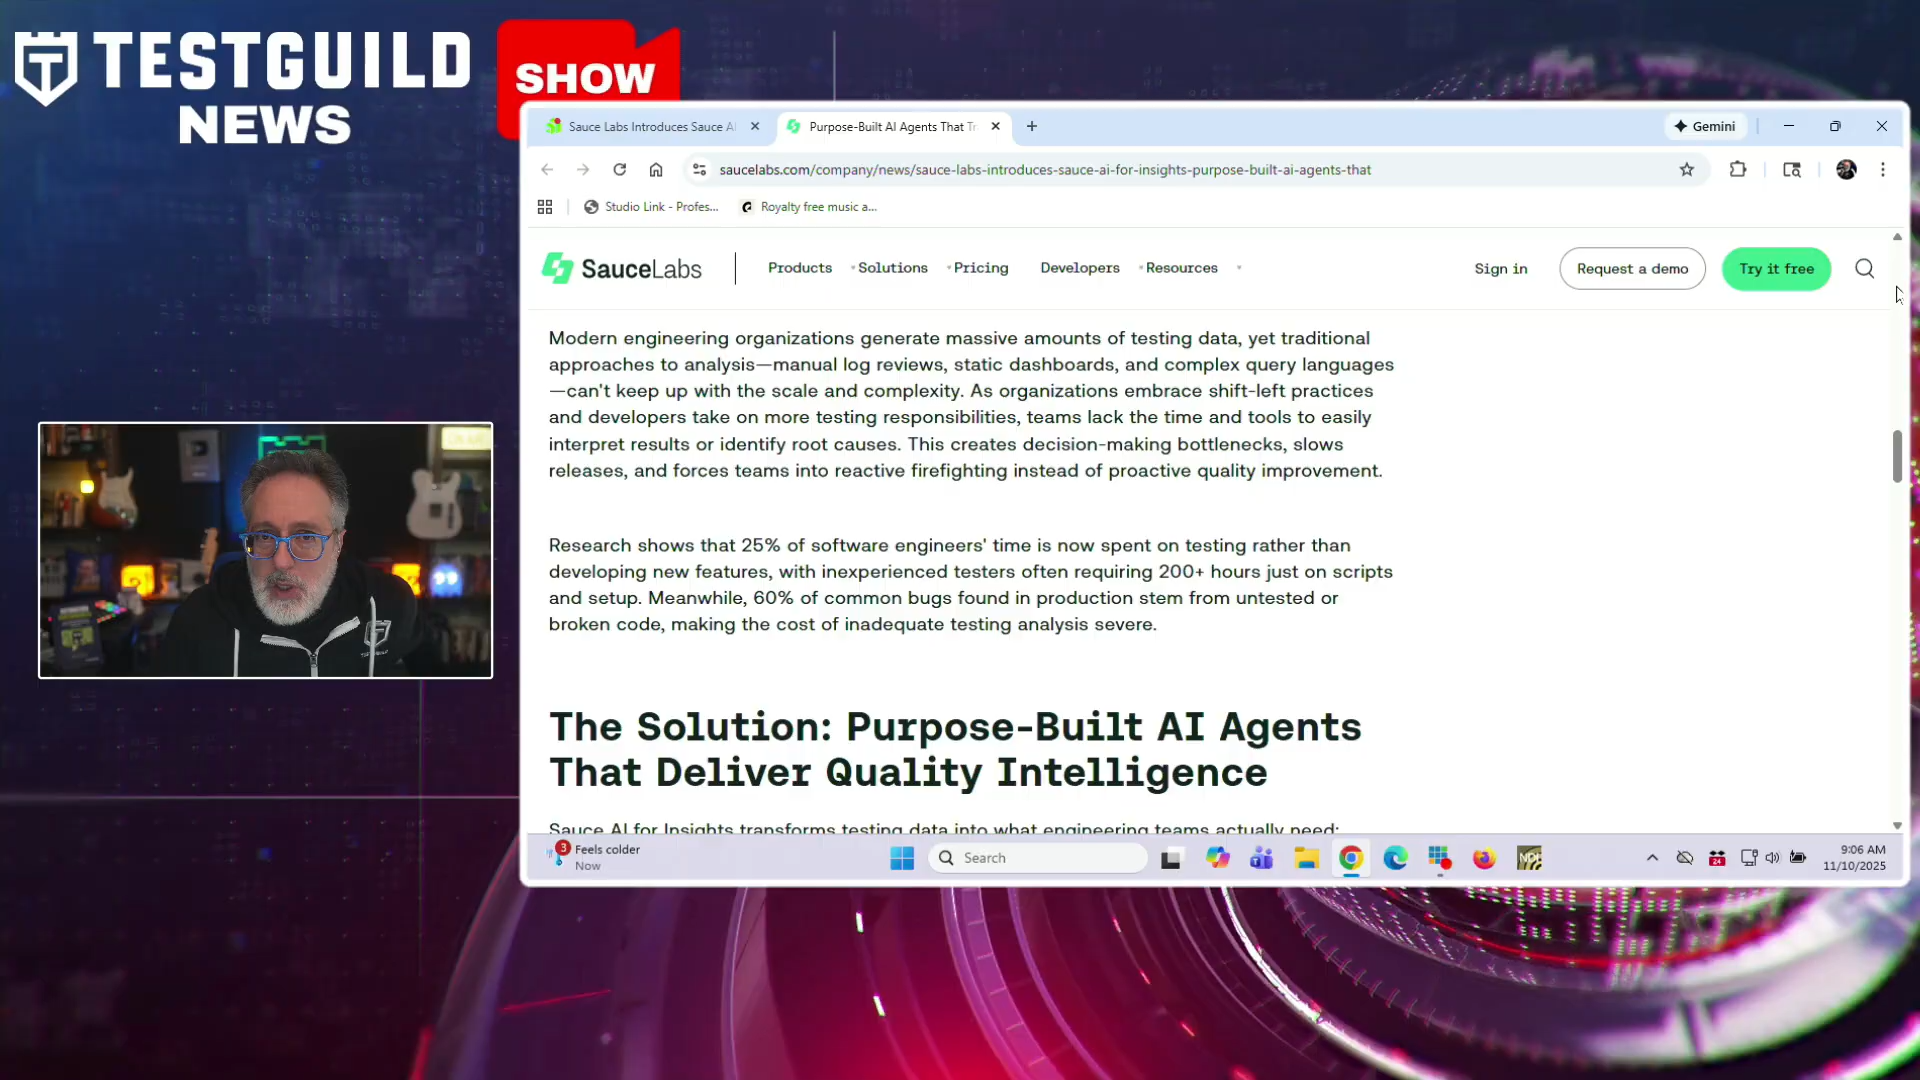 TESTGUILD
NEWS
SHOW
Sauce Labs Introduces Sauce AI
Purpose-Built AI Agents That Tr
Gemini
saucelabs.com/company/news/sauce-labs-introduces-sauce-ai-for-insights-purpose-built-ai-agents-that
Studio Link - Profes...
Royalty free music a...
SauceLabs
Products
Solutions
Pricing
Developers
Resources
Sign in
Request a demo
Try it free
Modern engineering organizations generate massive amounts of testing data, yet traditional
approaches to analysis—manual log reviews, static dashboards, and complex query languages
—can't keep up with the scale and complexity. As organizations embrace shift-left practices
and developers take on more testing responsibilities, teams lack the time and tools to easily
interpret results or identify root causes. This creates decision-making bottlenecks, slows
releases, and forces teams into reactive firefighting instead of proactive quality improvement.
Research shows that 25% of software engineers' time is now spent on testing rather than
developing new features, with inexperienced testers often requiring 200+ hours just on scripts
and setup. Meanwhile, 60% of common bugs found in production stem from untested or
broken code, making the cost of inadequate testing analysis severe.
The Solution: Purpose-Built AI Agents
That Deliver Quality Intelligence
Sauce AI for Insights transforms testing data into what engineering teams actually need:
3
Feels colder
Now
Search
NDI
24
9:06 AM
11/10/2025